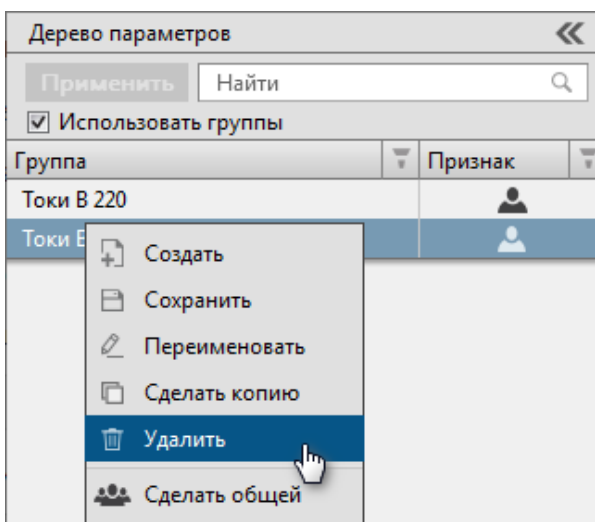 Дерево параметров
Применить
Найти
Использовать группы
Группа
Признак
Токи В 220
Токи
Создать
Сохранить
Переименовать
Сделать копию
Удалить
Сделать общей